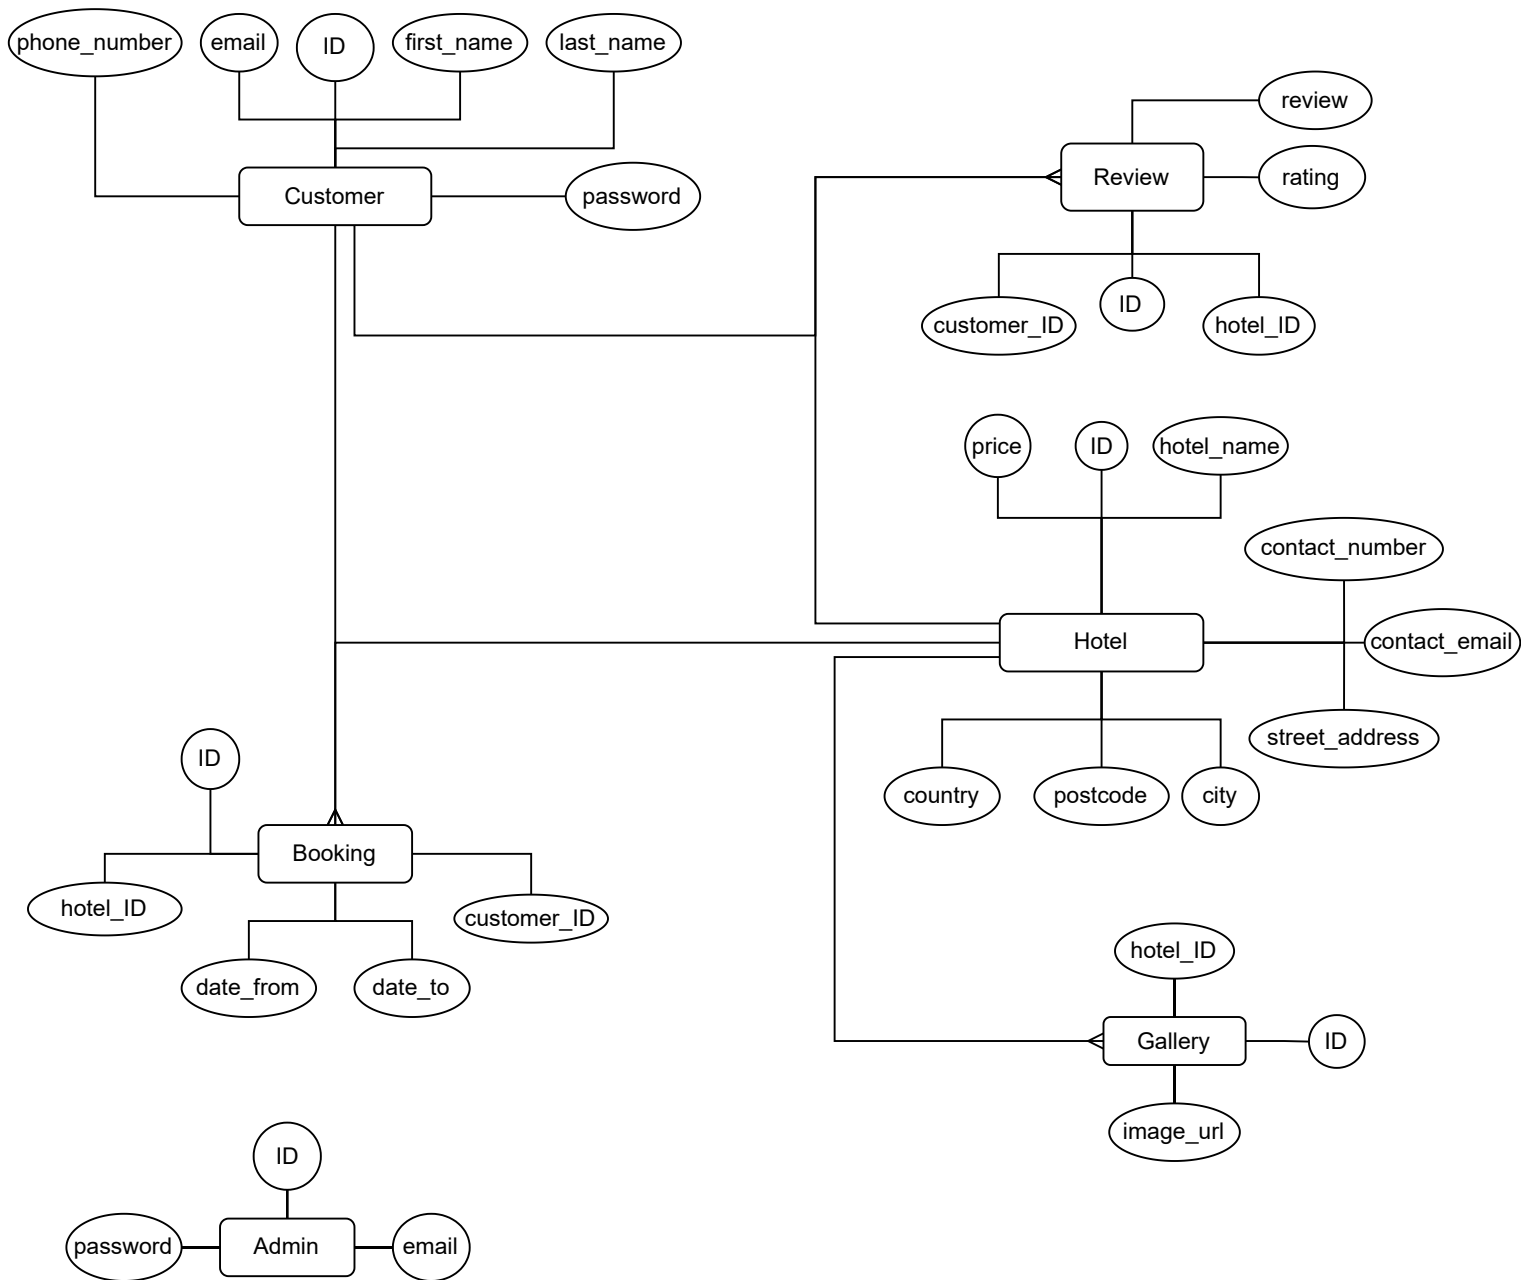 phone_number
email
ID
first_name
last_name
Customer
password
review
Review
rating
customer_ID
ID
hotel_ID
price
ID
hotel_name
contact_number
Hotel
contact_email
street_address
country
postcode
city
ID
Booking
hotel_ID
customer_ID
date_from
date_to
hotel_ID
Gallery
ID
image_url
ID
password
Admin
email